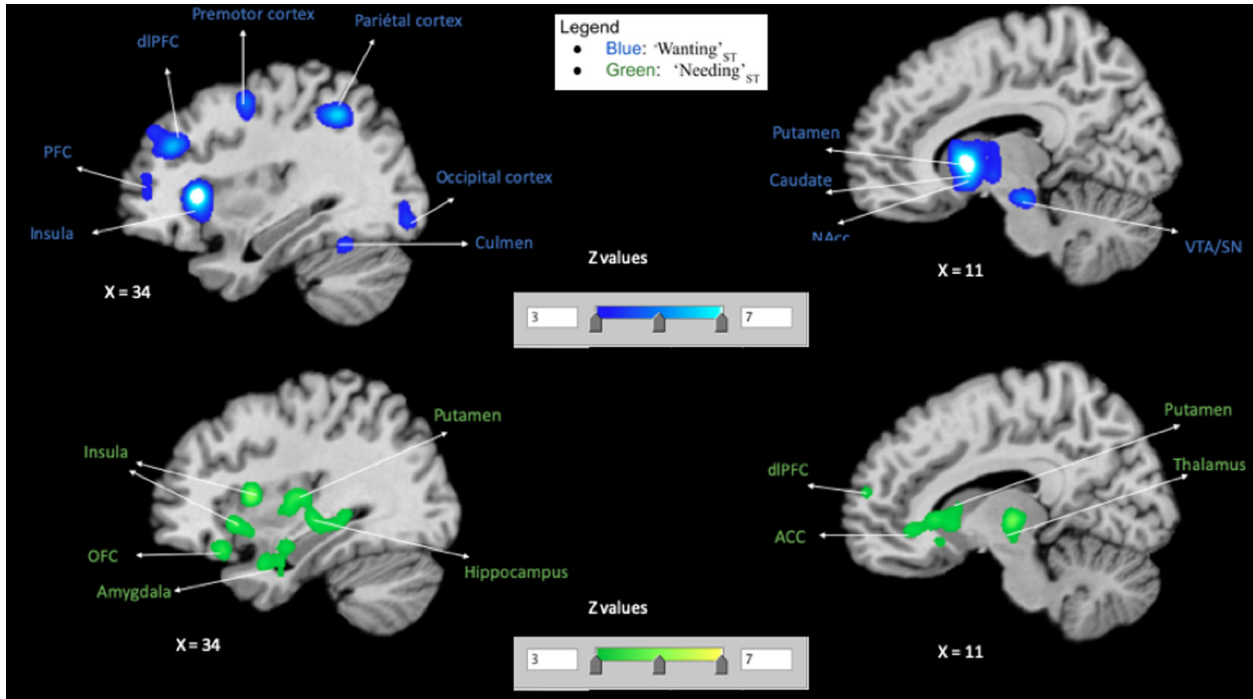 Premotor cortex
Pariétal cortex
dlPFC
PFC
Insula
Occipital cortex
Culmen
X = 34
Legend
• Blue: ‘Wanting’ST
• Green: ‘Needing’ST
Putamen
Caudate
NAcc
VTA/SN
X = 11
Z values
3
7
Putamen
Insula
OFC
Amygdala
Hippocampus
X = 34
Putamen
Thalamus
dlPFC
ACC
X = 11
Z values
3
7